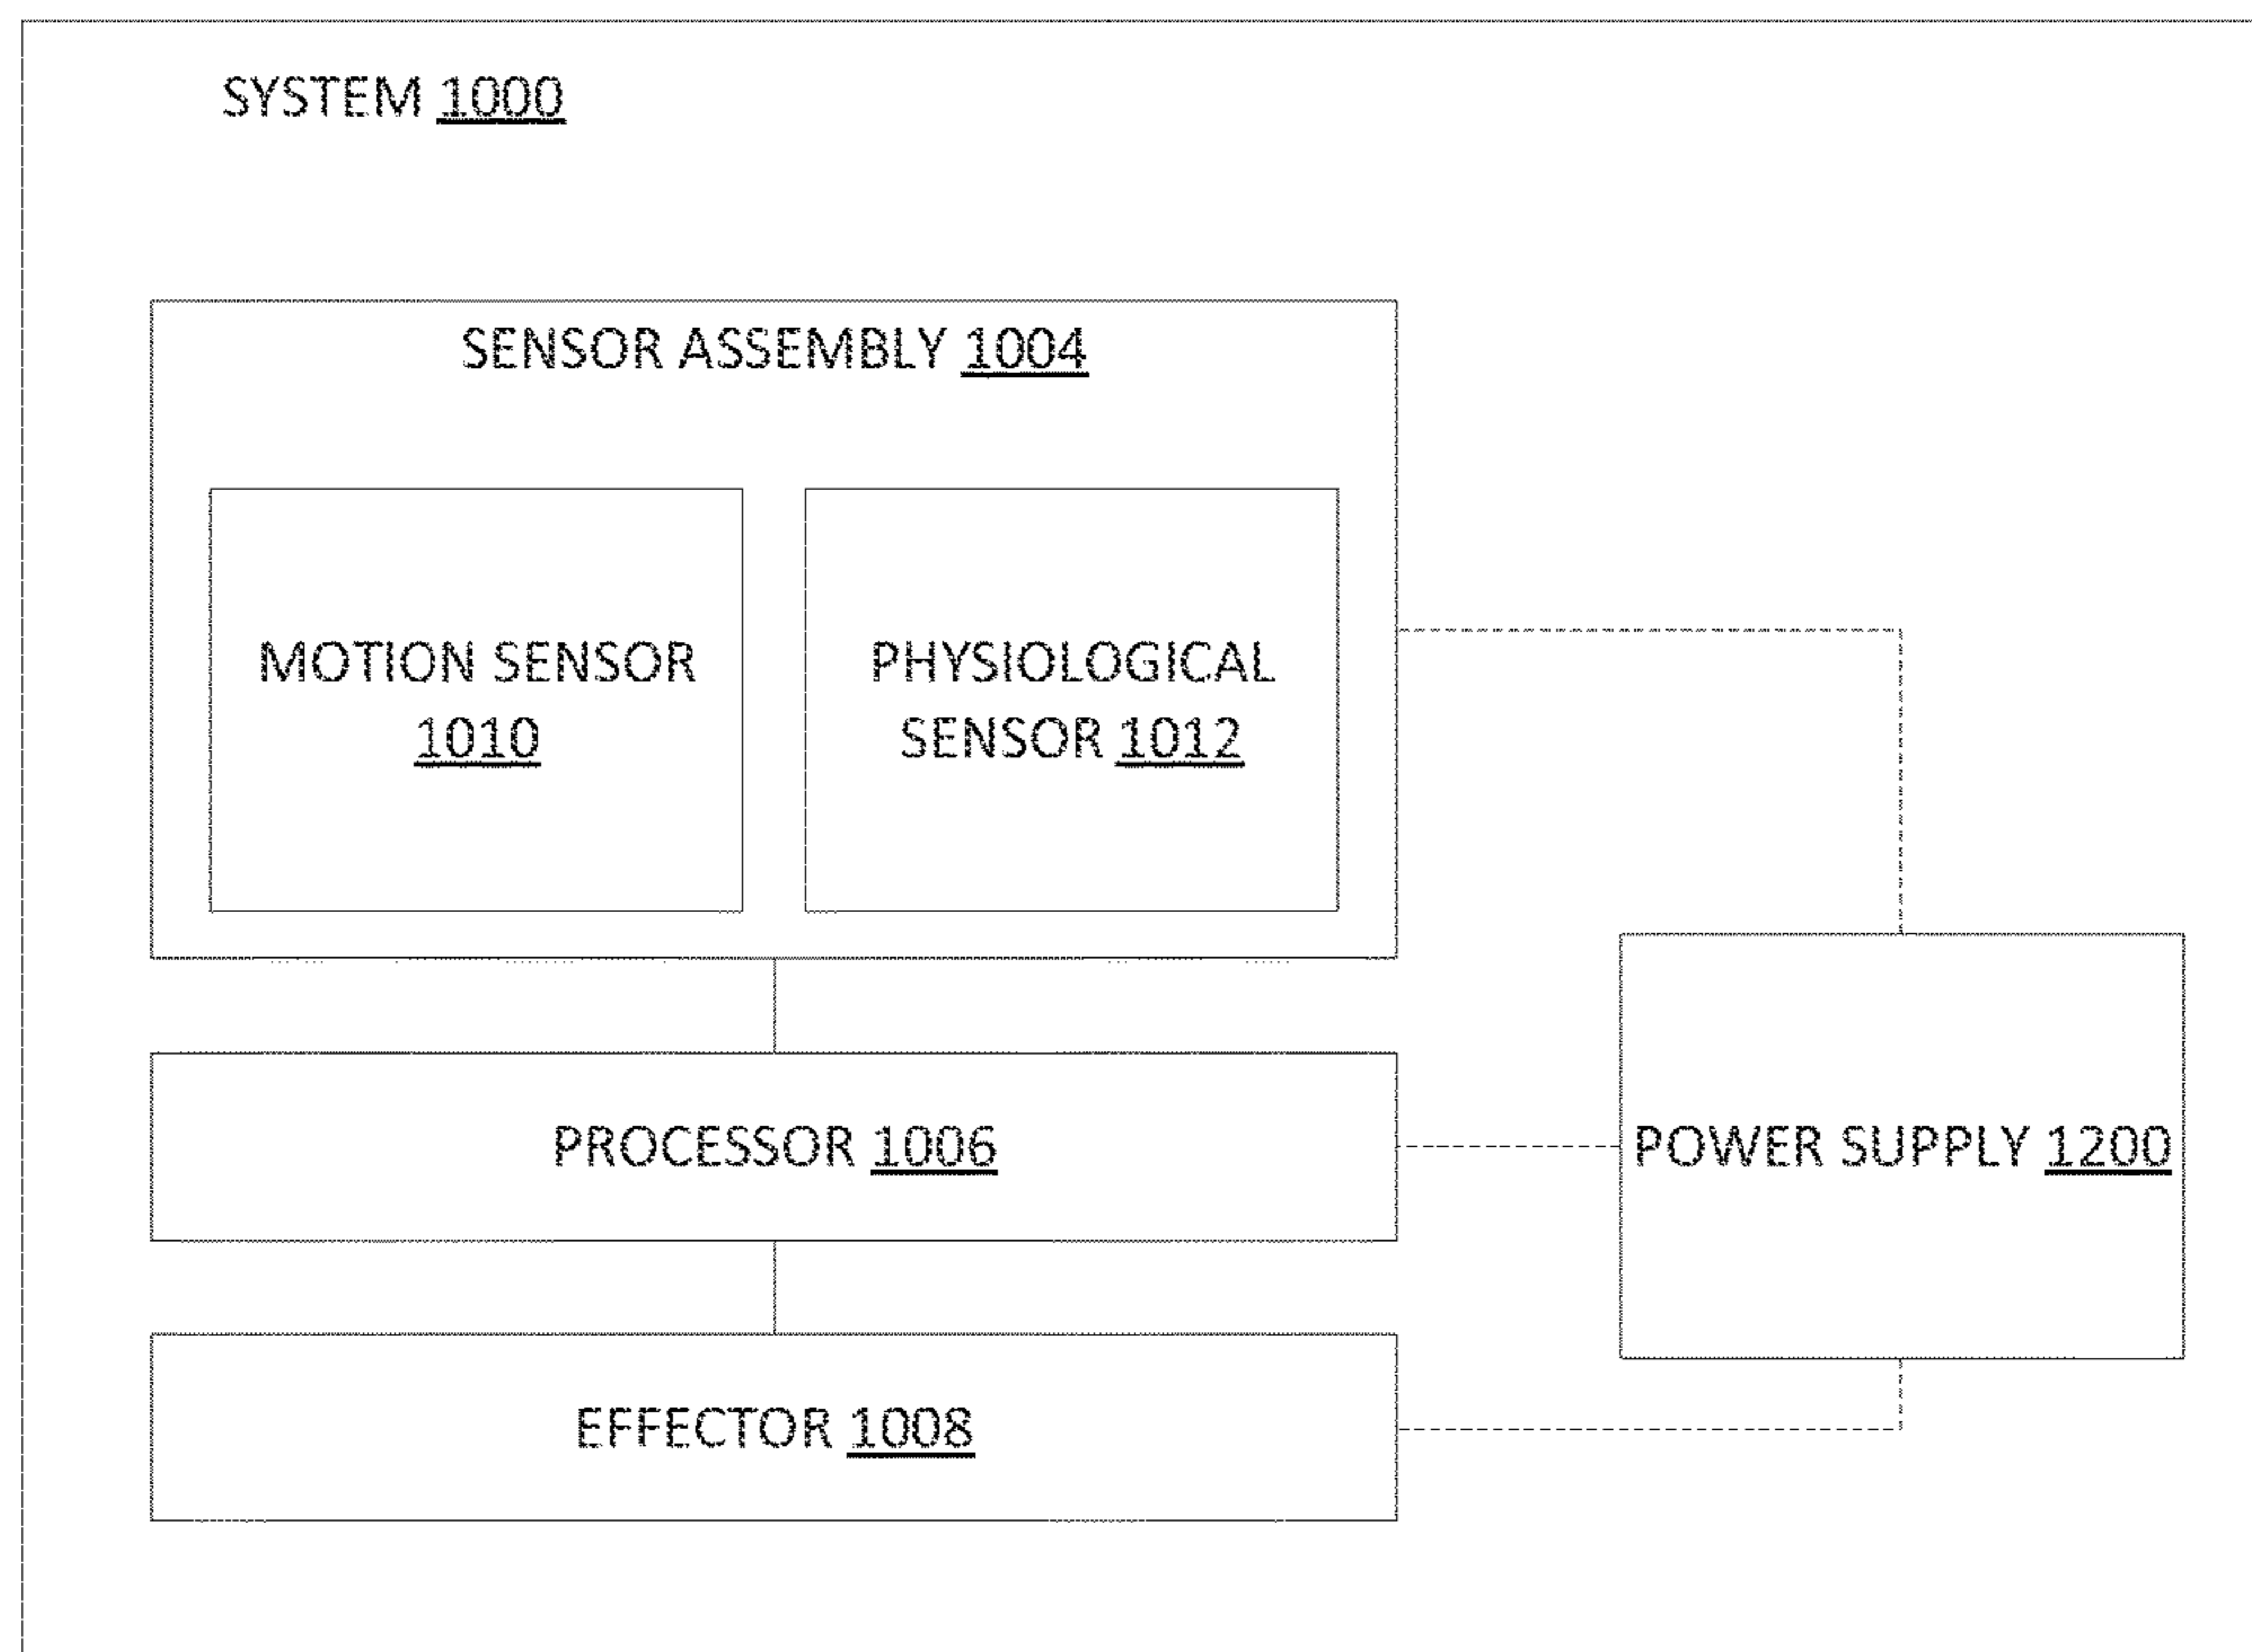 SYSTEM 1000
SENSOR ASSEMBLY 1004
MOTION SENSOR
1010
PHYSIOLOGICAL
SENSOR 1012
PROCESSOR 1006
POWER SUPPLY 1200
EFFECTOR 1008